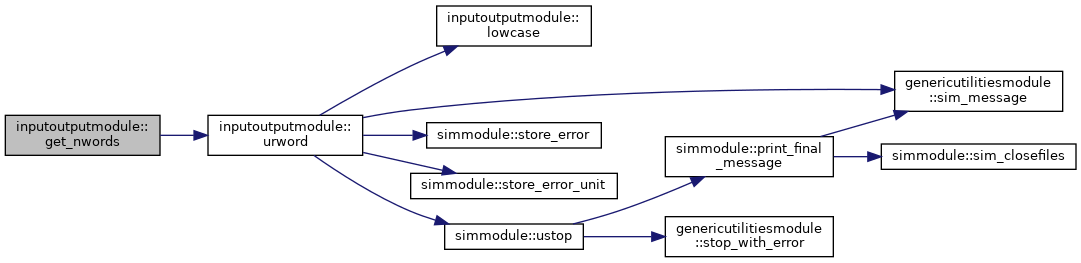 inputoutputmodule::
get_nwords
inputoutputmodule::
urword
inputoutputmodule::
lowcase
simmodule::store_error
simmodule::store_error_unit
simmodule::ustop
simmodule::print_final
_message
genericutilitiesmodule
::stop_with_error
genericutilitiesmodule
::sim_message
simmodule::sim_closefiles